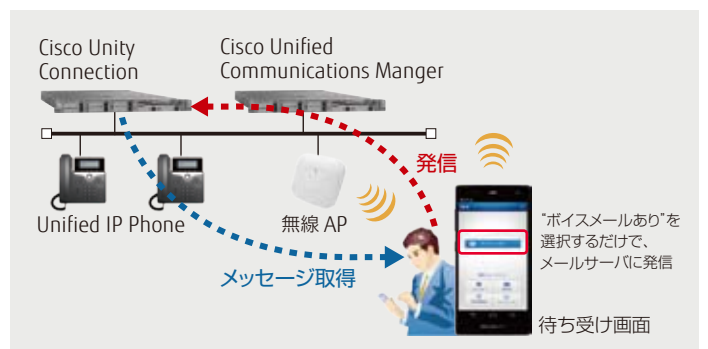 Cisco Unity
Connection
Cisco Unified
Communications Manger
発信
Unified IP Phone
無線 AP
メッセージ取得
“ボイスメールあり”を
選択するだけで、
メールサーバに発信
待ち受け画面